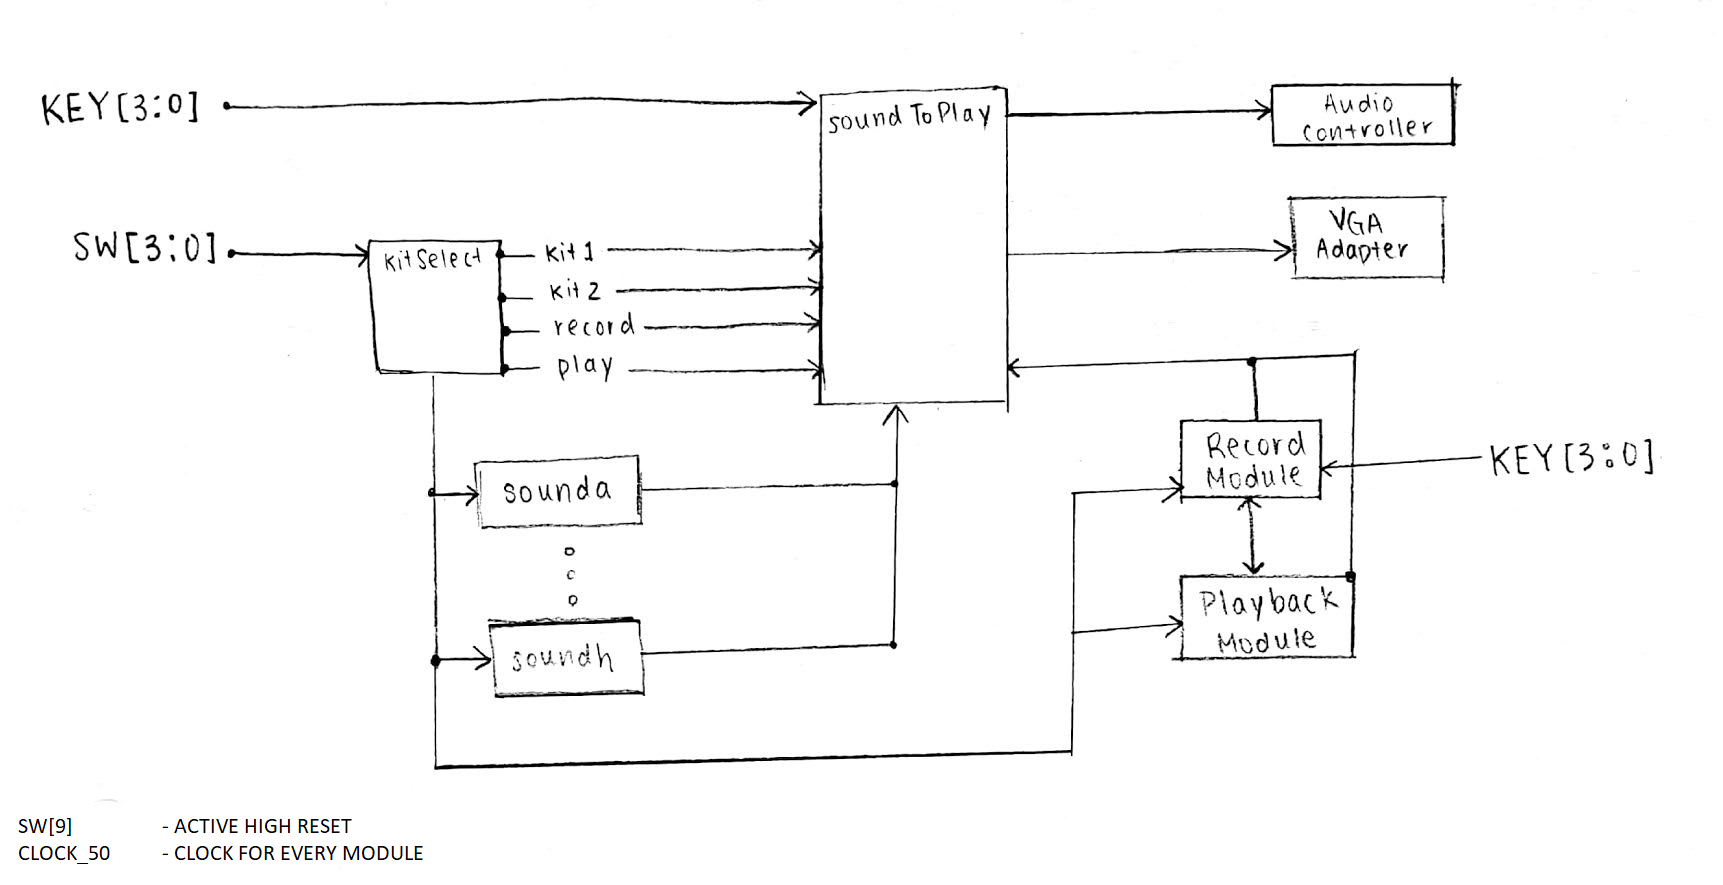 KEY[3:0]
sound To Play
Audio
controller
SW[3:0]
KitSelect
Kit 1
Kit 2
record
play
VGA
Adapter
Record
Module
KEY[3:0]
sounda
Playback
Module
soundh
SW[9] - ACTIVE HIGH RESET
CLOCK_50 - CLOCK FOR EVERY MODULE